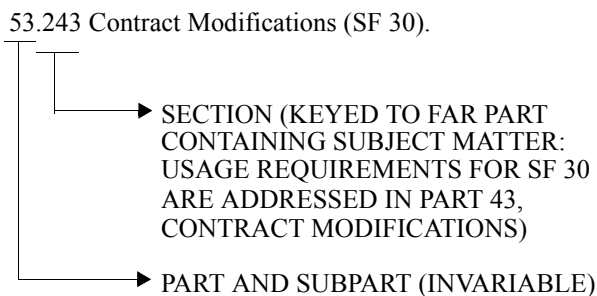 53.243 Contract Modifications (SF 30).
SECTION (KEYED TO FAR PART
CONTAINING SUBJECT MATTER:
USAGE REQUIREMENTS FOR SF 30
ARE ADDRESSED IN PART 43,
CONTRACT MODIFICATIONS)
PART AND SUBPART (INVARIABLE)